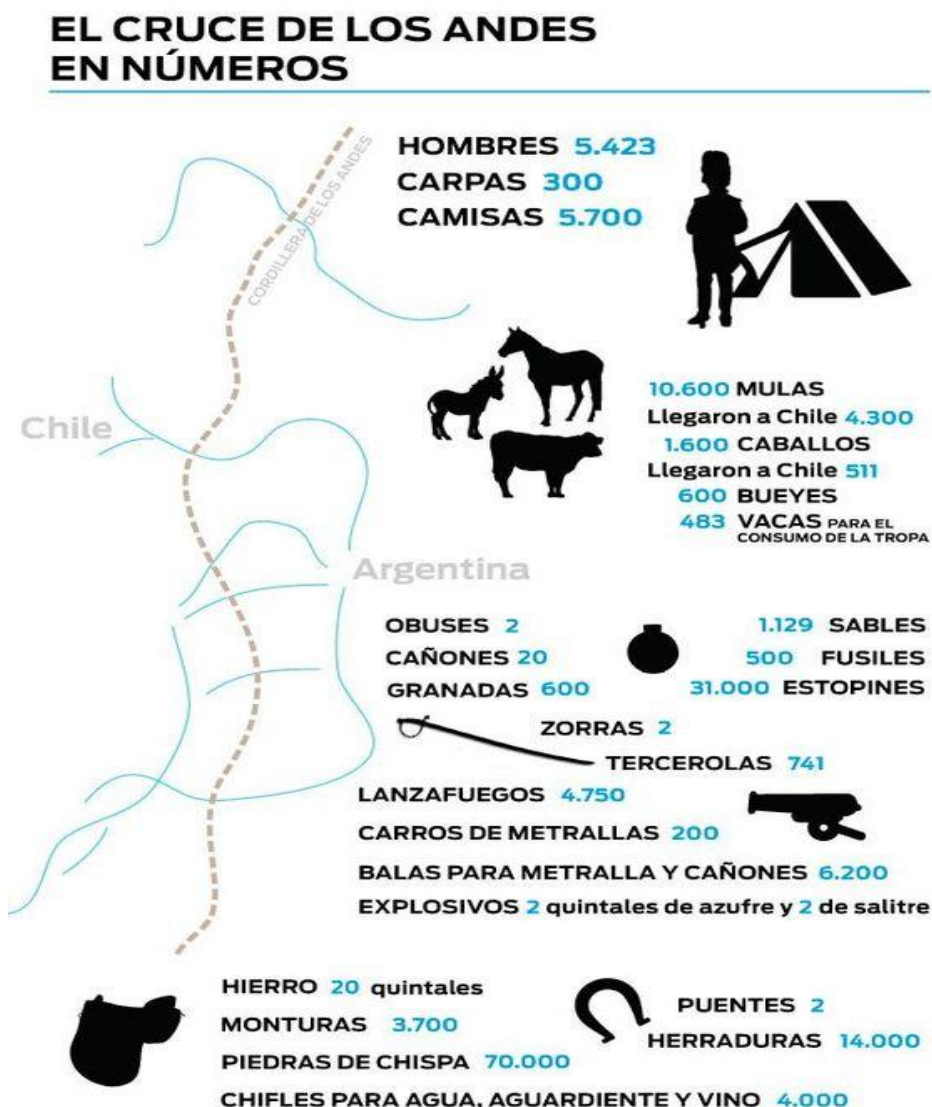 EL CRUCE DE LOS ANDES
EN NÚMEROS
HOMBRES 5.423
CARPAS 300
CAMISAS 5.700
CORDILLERA DE LOS ANDES
10.600 MULAS
Llegaron a Chile 4.300
1.600 CABALLOS
Llegaron a Chile 511
600 BUEYES
483 VACAS PARA EL
CONSUMO DE LA TROPA
Chile
Argentina
OBUSES 2
CAÑONES 20
GRANADAS 600
1.129 SABLES
500 FUSILES
31.000 ESTOPINES
ZORRAS 2
TERCEROLAS 741
LANZAFUEGOS 4.750
CARROS DE METRALLAS 200
BALAS PARA METRALLA Y CAÑONES 6.200
EXPLOSIVOS 2 quintales de azufre y 2 de salitre
HIERRO 20 quintales
MONTURAS 3.700
PIEDRAS DE CHISPA 70.000
CHIFLES PARA AGUA, AGUARDIENTE Y VINO 4.000
PUENTES 2
HERRADURAS 14.000